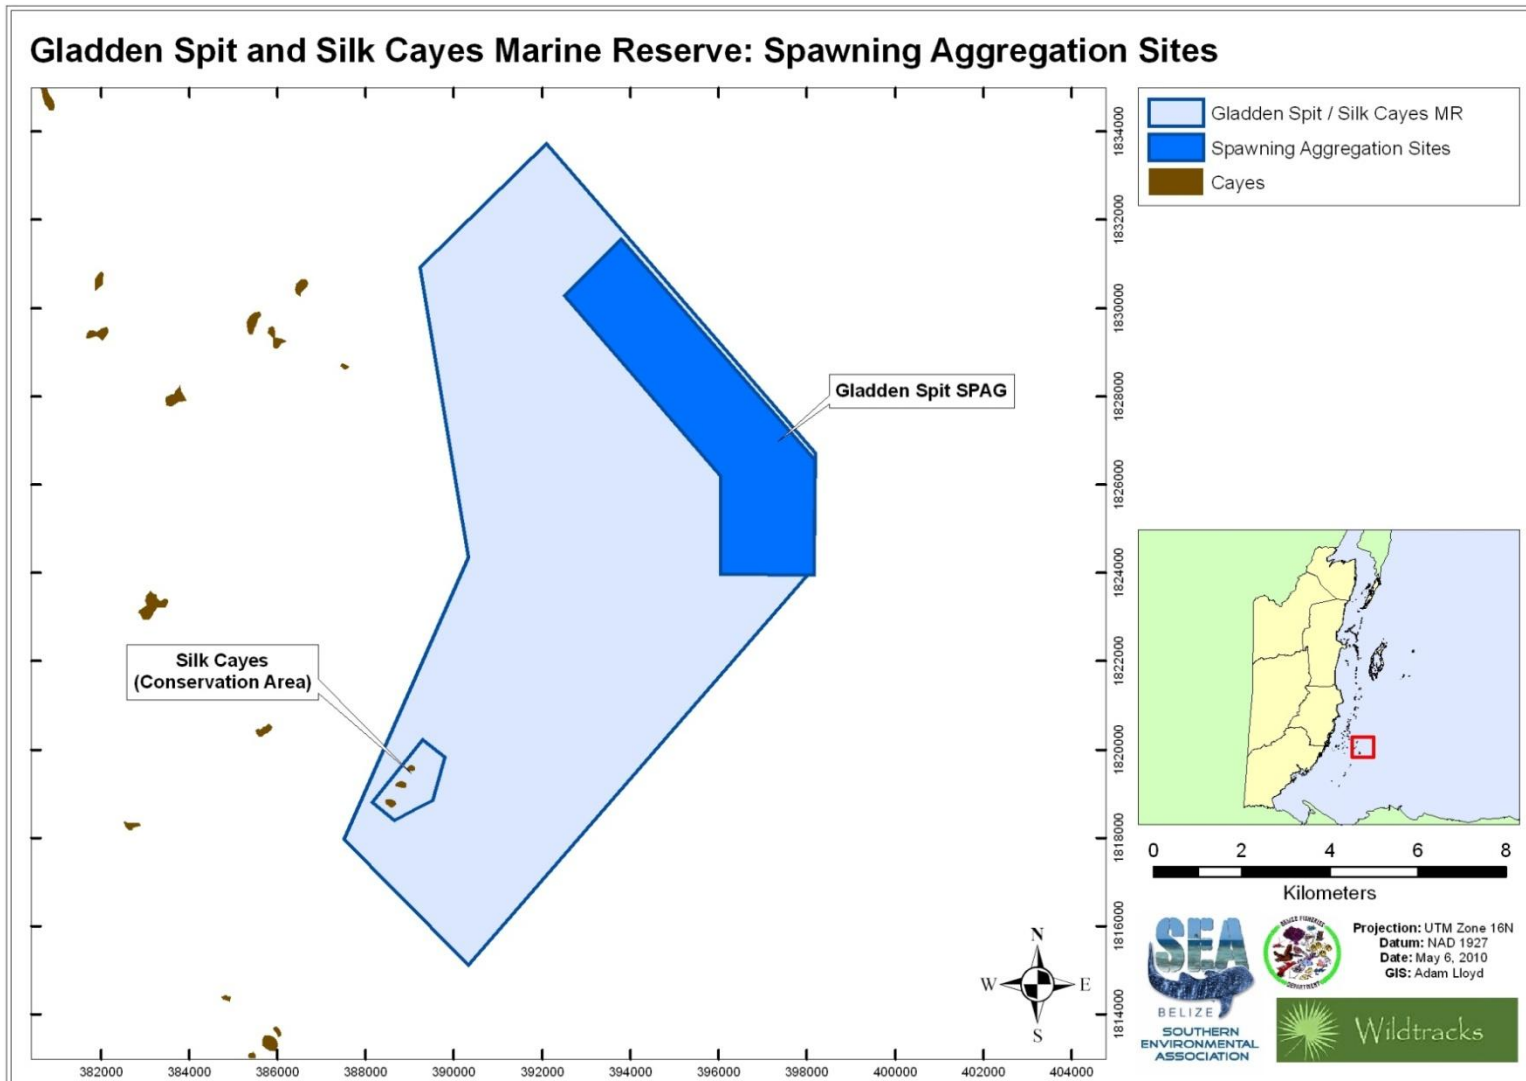 Gladden Spit and Silk Cayes Marine Reserve: Spawning Aggregation Sites
Gladden Spit / Silk Cayes MR
Spawning Aggregation Sites
Cayes
Gladden Spit SPAG
Silk Cayes
(Conservation Area)
1834000
1832000
1830000
1828000
1826000
1824000
1822000
1820000
1818000
1816000
1814000
382000 384000 386000 388000 390000 392000 394000 396000 398000 400000 402000 404000
N
W E
S
0 2 4 6 8
Kilometers
SEA
BELIZE
SOUTHERN
ENVIRONMENTAL
ASSOCIATION
BELIZE FISHERIES
DEPARTMENT
Projection: UTM Zone 16N
Datum: NAD 1927
Date: May 6, 2010
GIS: Adam Lloyd
Wildtracks